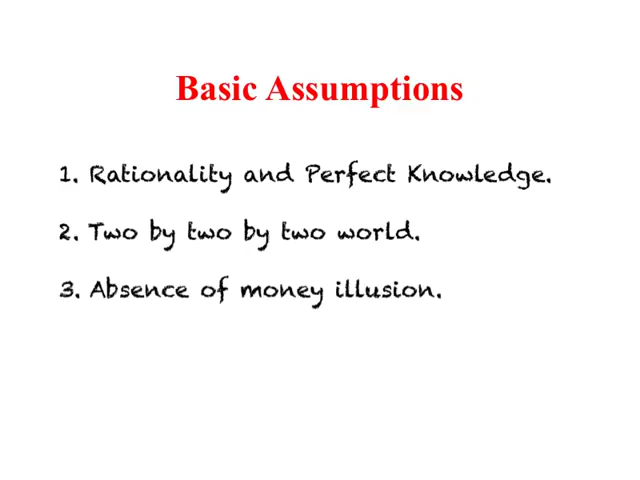 Basic Assumptions
1. Rationality and Perfect Knowledge.
2. Two by two by two world.
3. Absence of money illusion.